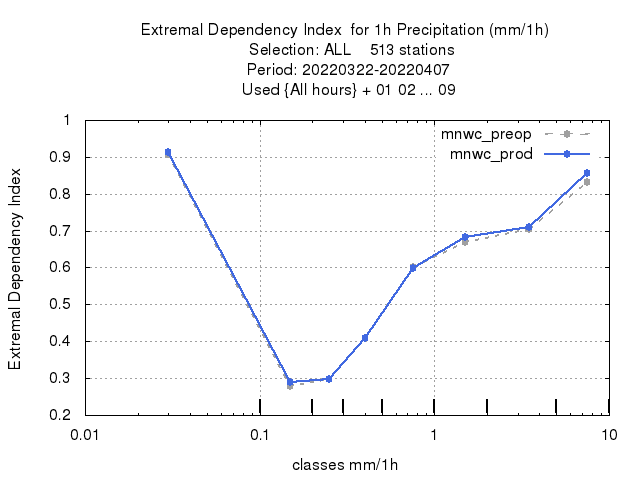 Extremal Dependency Index  for 1h Precipitation (mm/1h)
Selection: ALL    513 stations
Period: 20220322-20220407
Used {All hours} + 01 02 ... 09
mnwc_preop
mnwc_prod
Extremal Dependency Index
1
0.9
0.8
0.7
0.6
0.5
0.4
0.3
0.2
0.01
0.1
1
10
classes mm/1h